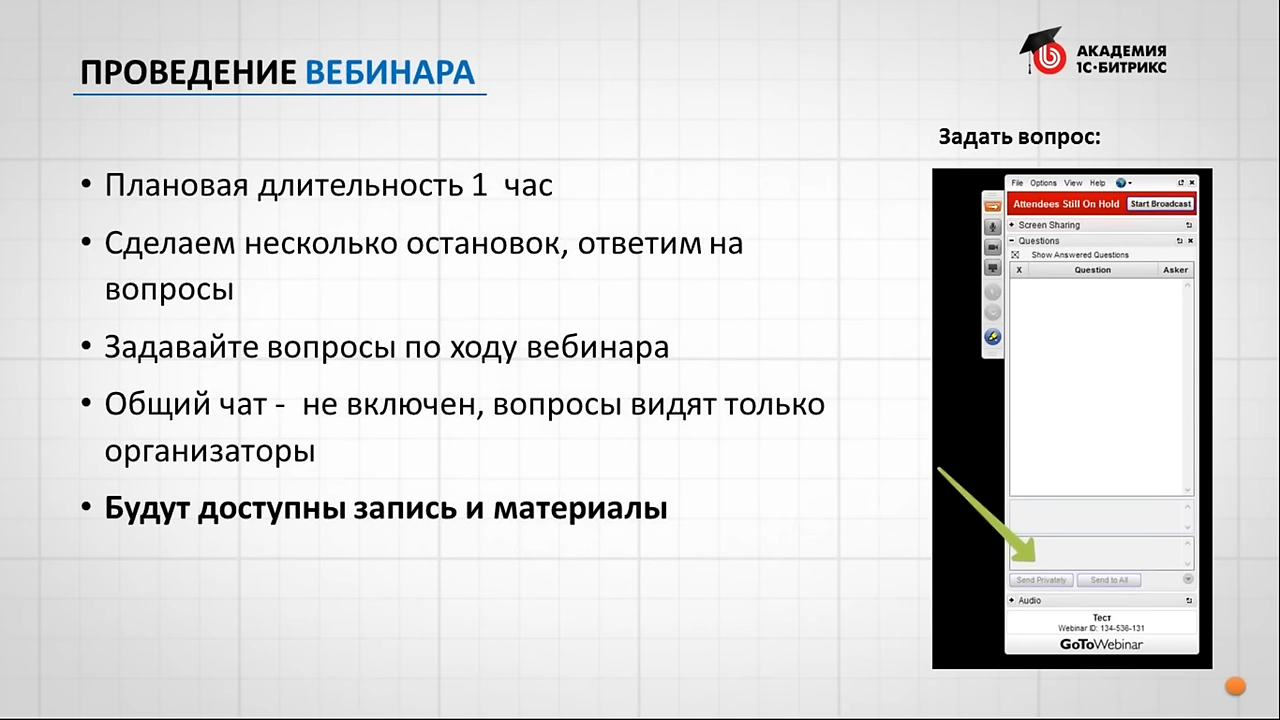 ПРОВЕДЕНИЕ ВЕБИНАРА
АКАДЕМИЯ
1С·БИТРИКС
• Плановая длительность 1 час
• Сделаем несколько остановок, ответим на
вопросы
• Задавайте вопросы по ходу вебинара
• Общий чат - не включен, вопросы видят только
организаторы
• Будут доступны запись и материалы
Задать вопрос:
File Options View Help
Attendees Still On Hold Start Broadcast
Screen Sharing
Questions
Show Answered Questions
X Question Asker
Send Privately Send to All
Audio
Тест
Webinar ID: 134-536-131
GoToWebinar